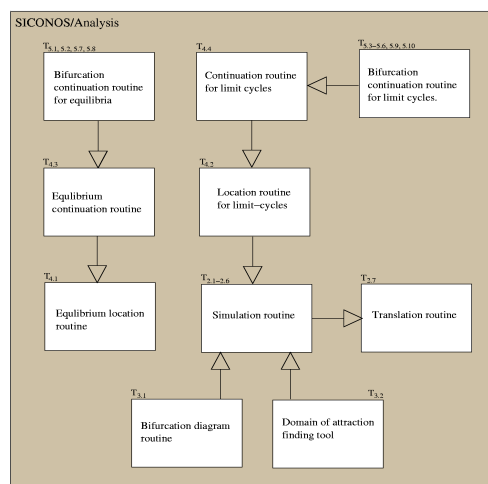 SICONOS/Analysis
T5.1, 5.2, 5.7, 5.8
Bifurcation
continuation routine
for equilibria
T4.4
Continuation routine
for limit cycles
T5.3−5.6, 5.9, 5.10
Bifurcation
continuation routine
for limit cycles.
T4.3
Equlibrium
continuation routine
T4.2
Location routine
for limit−cycles
T4.1
Equlibrium location
routine
T2.1−2.6
Simulation routine
T2.7
Translation routine
T3.1
Bifurcation diagram
routine
T3.2
Domain of attraction
finding tool